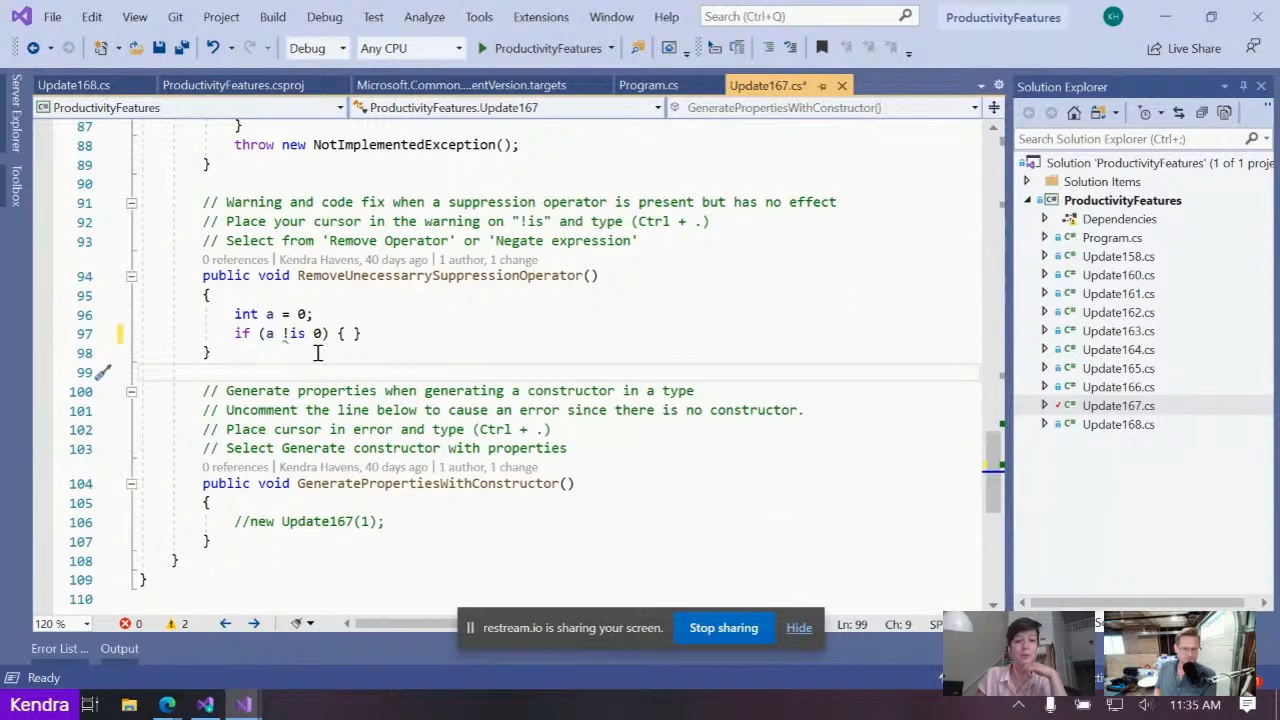 File Edit View Git Project Build Debug Test Analyze Tools Extensions Window Help Search (Ctrl+Q) ProductivityFeatures KH
Debug Any CPU ProductivityFeatures Live Share
Server Explorer
Toolbox
Update168.cs ProductivityFeatures.csproj Microsoft.Common....entVersion.targets Program.cs Update167.cs*
ProductivityFeatures ProductivityFeatures.Update167 GeneratePropertiesWithConstructor()
87 }
88 throw new NotImplementedException();
89 }
90
91 // Warning and code fix when a suppression operator is present but has no effect
92 // Place your cursor in the warning on "!is" and type (Ctrl + .)
93 // Select from 'Remove Operator' or 'Negate expression'
0 references | Kendra Havens, 40 days ago | 1 author, 1 change
94 public void RemoveUnecessarrySuppressionOperator()
95 {
96 int a = 0;
97 if (a !is 0) { }
98 }
99
100 // Generate properties when generating a constructor in a type
101 // Uncomment the line below to cause an error since there is no constructor.
102 // Place cursor in error and type (Ctrl + .)
103 // Select Generate constructor with properties
0 references | Kendra Havens, 40 days ago | 1 author, 1 change
104 public void GeneratePropertiesWithConstructor()
105 {
106 //new Update167(1);
107 }
108 }
109 }
110
120 % 0 2 Ln: 99 Ch: 9 SP
restream.io is sharing your screen. Stop sharing Hide
Error List ... Output
Ready
Solution Explorer
Search Solution Explorer (Ctrl+;)
Solution 'ProductivityFeatures' (1 of 1 proje
Solution Items
ProductivityFeatures
Dependencies
C# Program.cs
C# Update158.cs
C# Update160.cs
C# Update161.cs
C# Update162.cs
C# Update163.cs
C# Update164.cs
C# Update165.cs
C# Update166.cs
C# Update167.cs
C# Update168.cs
Kendra
11:35 AM